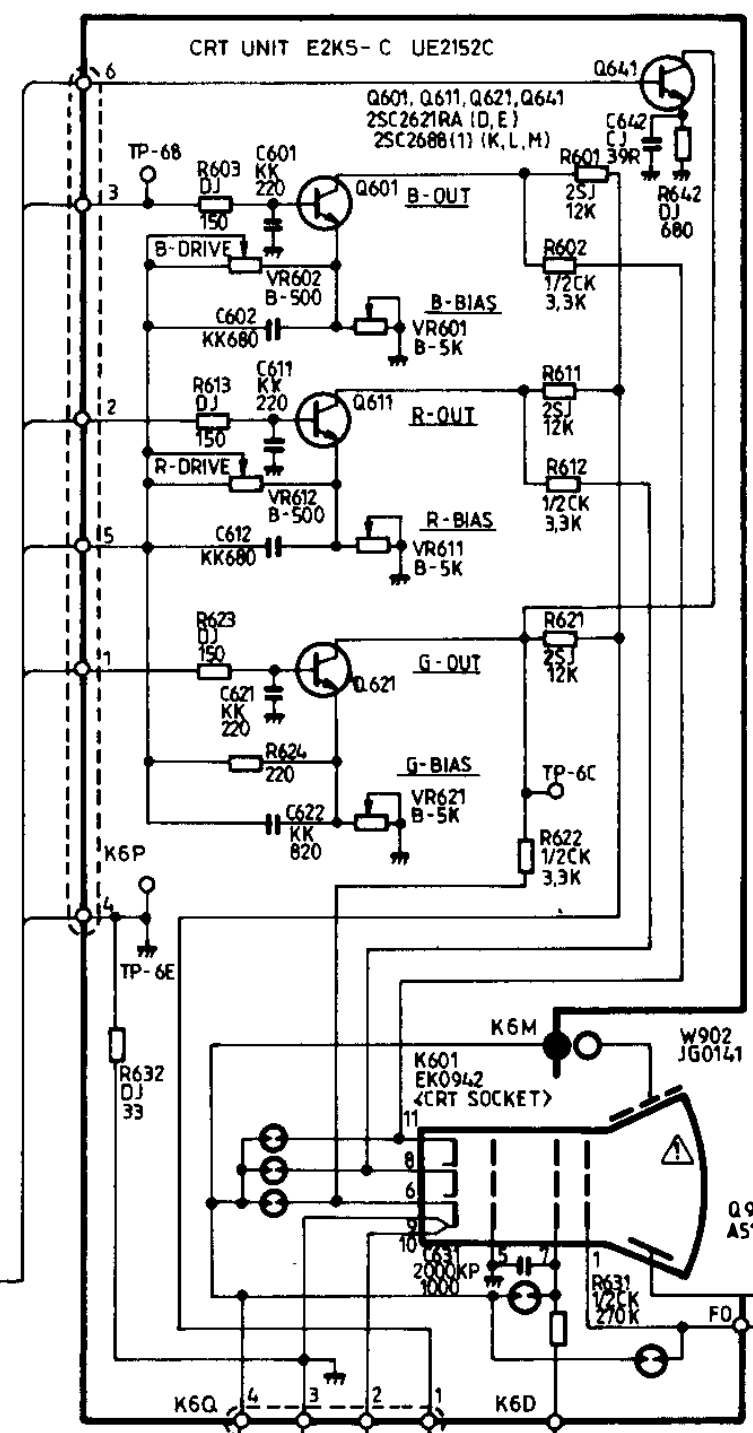 CRT UNIT E2KS-C UE2152C
6
Q641
Q601, Q611, Q621, Q641
2SC2621RA (D, E)
2SC2688(1) (K, L, M)
C642
CJ
39R
R642
DJ
680
TP-6B
3
R603
DJ
150
C601
KK
220
Q601
B-OUT
R601
2SJ
12K
B-DRIVE
VR602
B-500
R602
1/2CK
3,3K
C602
KK680
B-BIAS
VR601
B-5K
2
R613
DJ
150
C611
KK
220
Q611
R-OUT
R611
2SJ
12K
R-DRIVE
VR612
B-500
R612
1/2CK
3,3K
5
C612
KK680
R-BIAS
VR611
B-5K
1
R623
DJ
150
C621
KK
220
Q621
G-OUT
R621
2SJ
12K
R624
220
G-BIAS
VR621
B-5K
TP-6C
C622
KK
820
R622
1/2CK
3,3K
K6P
4
TP-6E
R632
DJ
33
K6M
W902
JG0141
K601
EK0942
<CRT SOCKET>
11
8
6
9
10
C631
2000KP
1000
5
7
1
R631
1/2CK
270K
Q9
AS
FO
K6Q
4
3
2
1
K6D